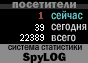 посетители
1 сейчас
39 сегодня
22389 всего
система статистики
SpyLOG